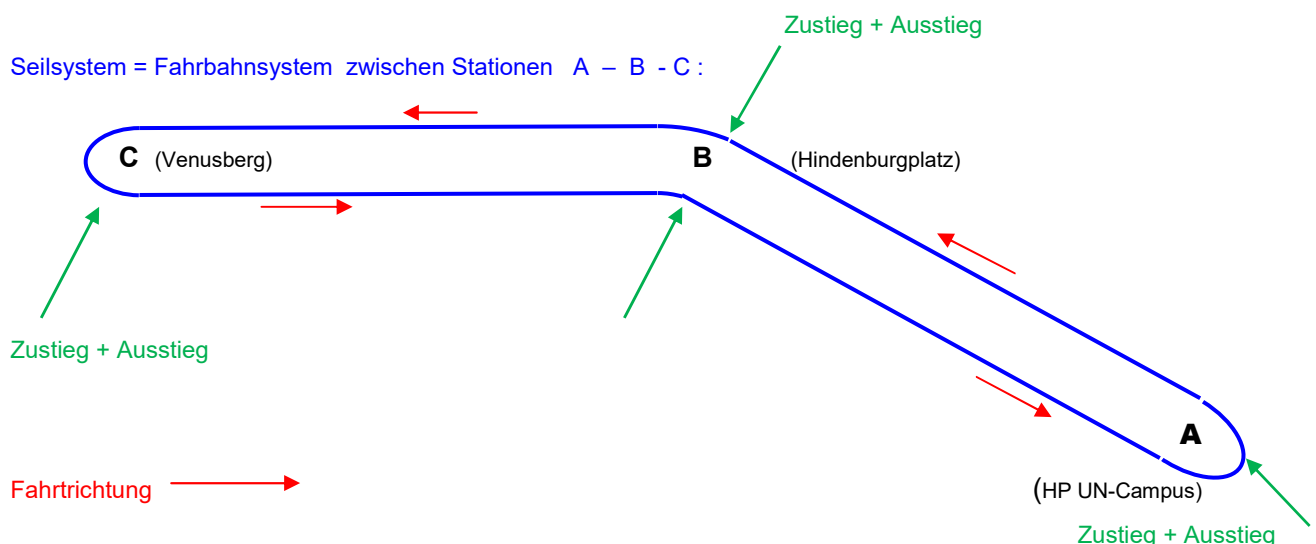 Zustieg + Ausstieg
Seilsystem = Fahrbahnsystem zwischen Stationen A – B - C :
C (Venusberg)
B (Hindenburgplatz)
Zustieg + Ausstieg
A
Fahrtrichtung
(HP UN-Campus)
Zustieg + Ausstieg